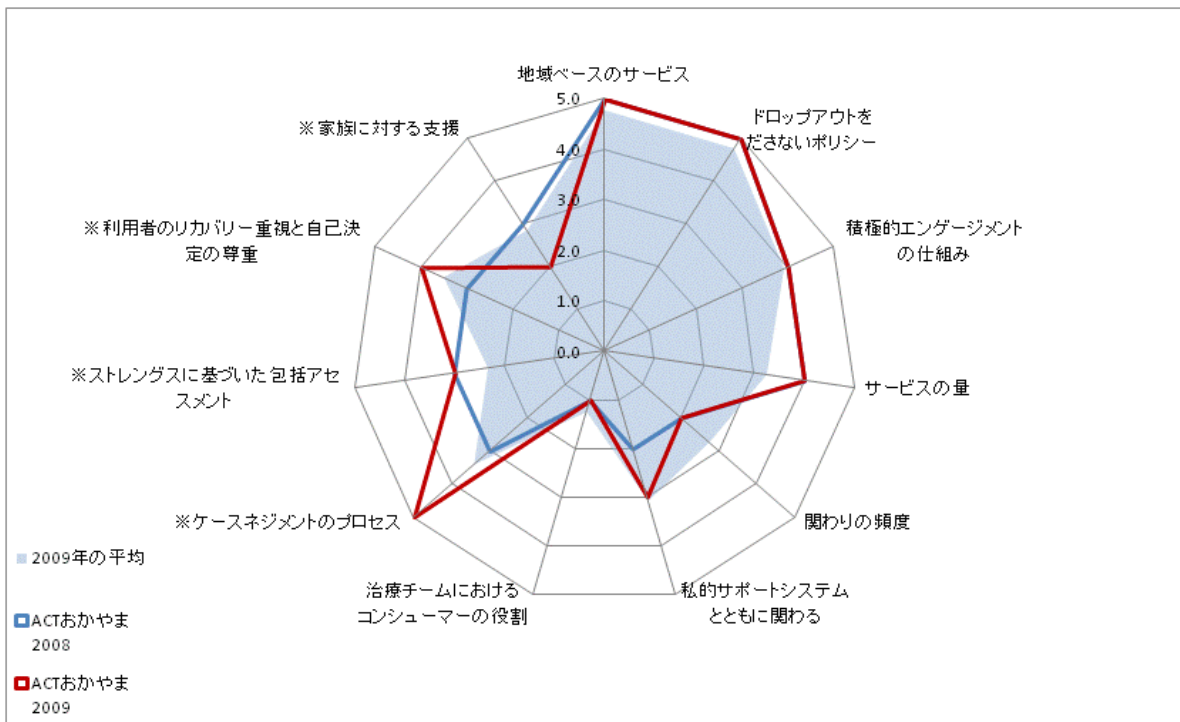 地域ベースのサービス
ドロップアウトを
ださないポリシー
積極的エンゲージメント
の仕組み
サービスの量
関わりの頻度
私的サポートシステム
とともに関わる
治療チームにおける
コンシューマーの役割
※ケースネジメントのプロセス
※ストレングスに基づいた包括アセ
スメント
※利用者のリカバリー重視と自己決
定の尊重
※家族に対する支援
5.0
4.0
3.0
2.0
1.0
0.0
2009年の平均
ACTおかやま
2008
ACTおかやま
2009